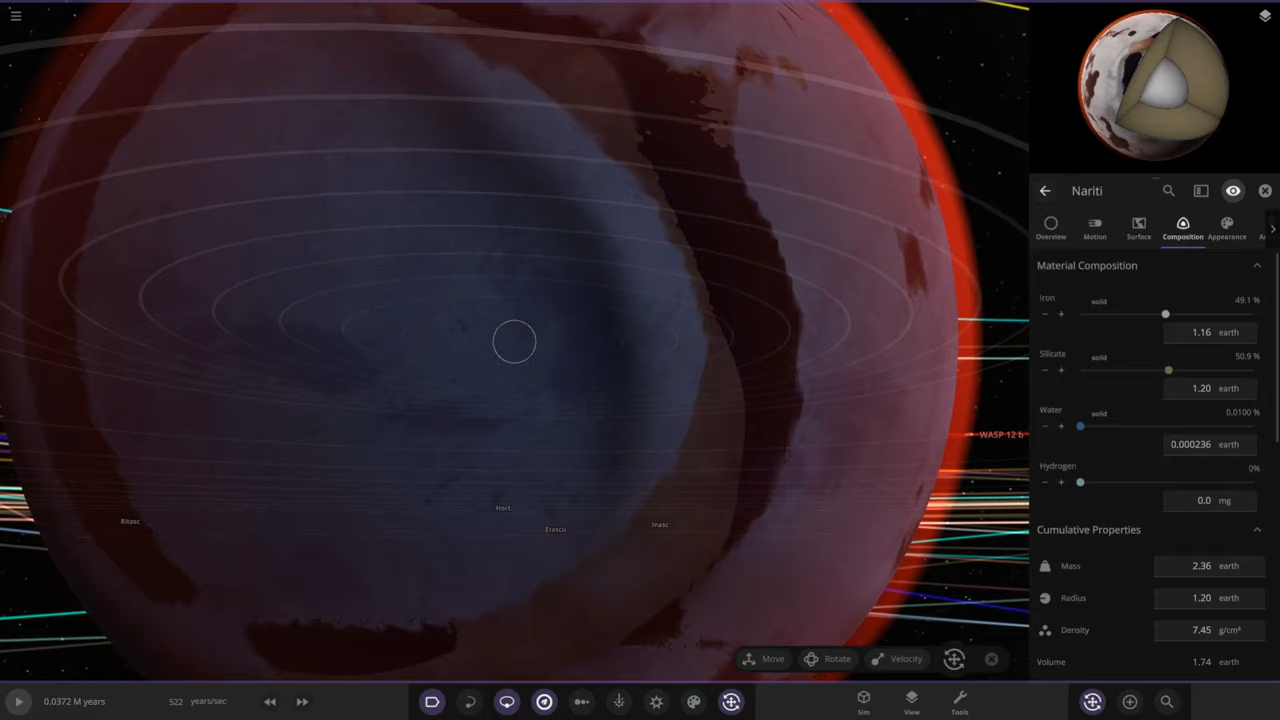 Nariti
Overview Motion Surface Composition Appearance
Material Composition
Iron solid 49.1 %
1.16 earth
Silicate solid 50.9 %
1.20 earth
Water solid 0.0100 %
0.000236 earth
Hydrogen 0%
0.0 mg
Cumulative Properties
Mass 2.36 earth
Radius 1.20 earth
Density 7.45 g/cm³
Volume 1.74 earth
WASP 12 b
Hort
Ritasc
Etascu
Inasc
Move Rotate Velocity
0.0372 M years 522 years/sec
Sim View Tools